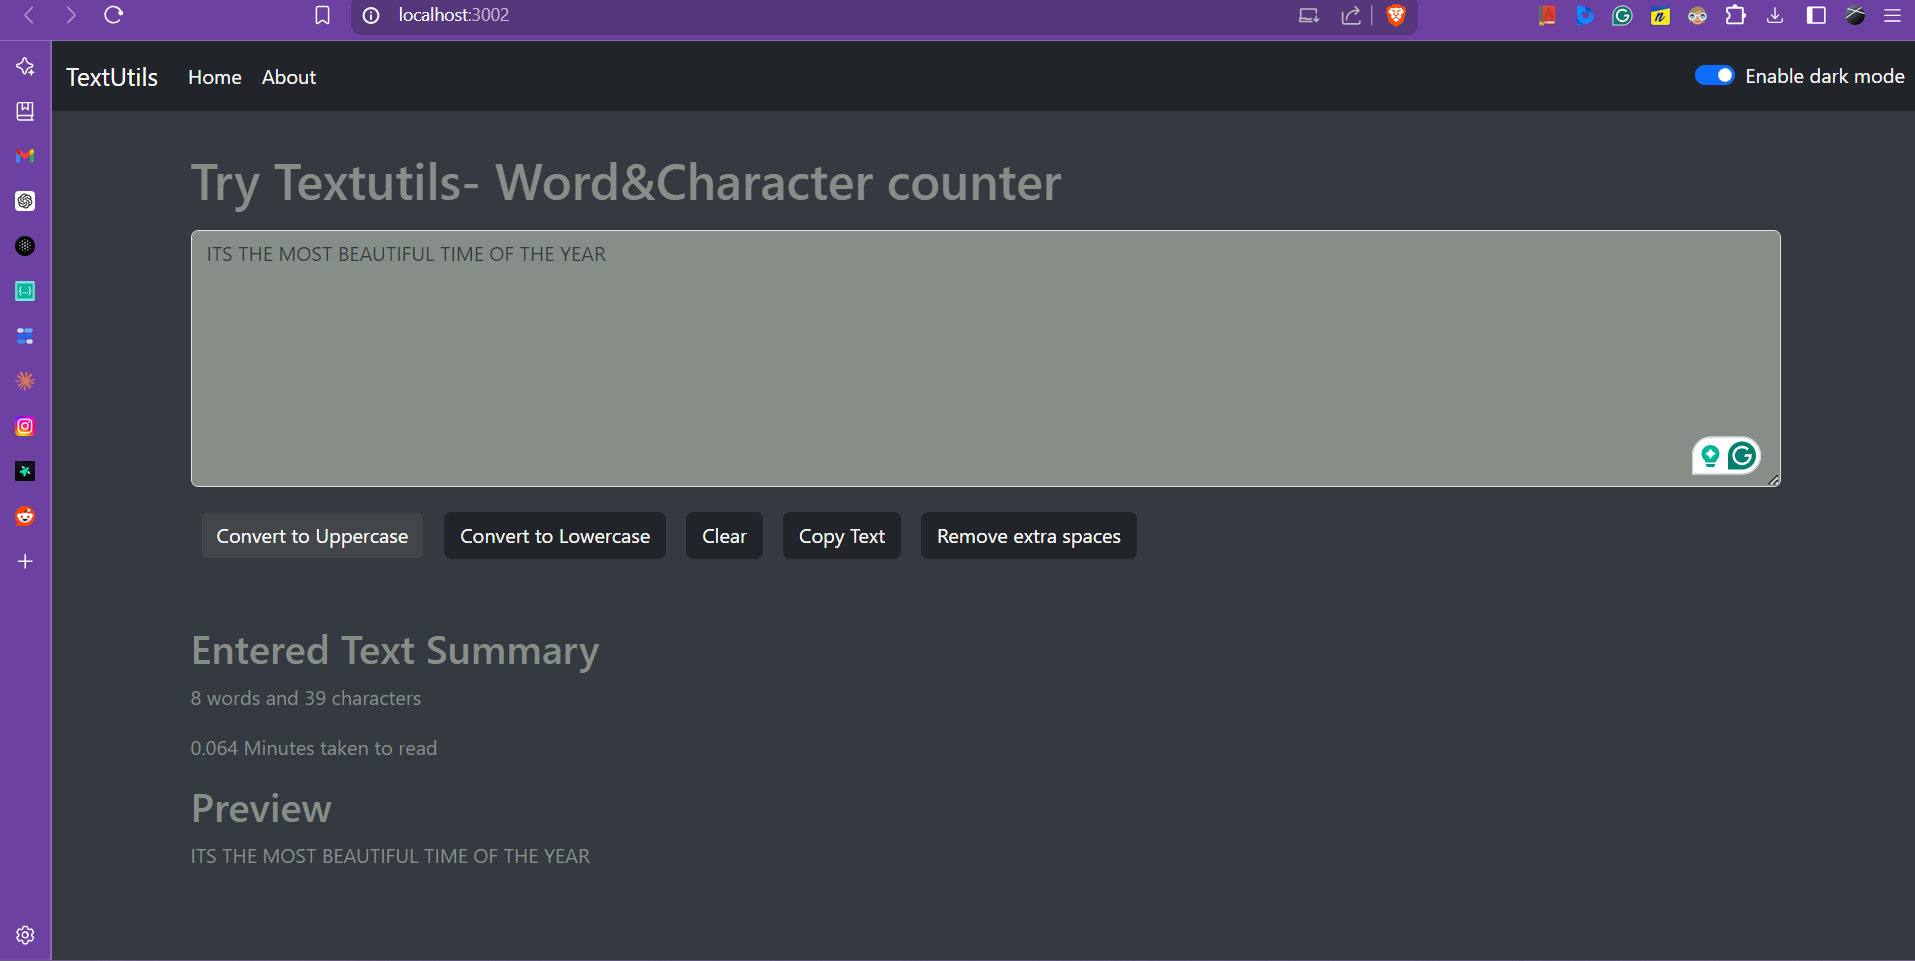 localhost:3002
TextUtils Home About Enable dark mode
Try Textutils- Word&Character counter
ITS THE MOST BEAUTIFUL TIME OF THE YEAR
Convert to Uppercase Convert to Lowercase Clear Copy Text Remove extra spaces
Entered Text Summary
8 words and 39 characters
0.064 Minutes taken to read
Preview
ITS THE MOST BEAUTIFUL TIME OF THE YEAR